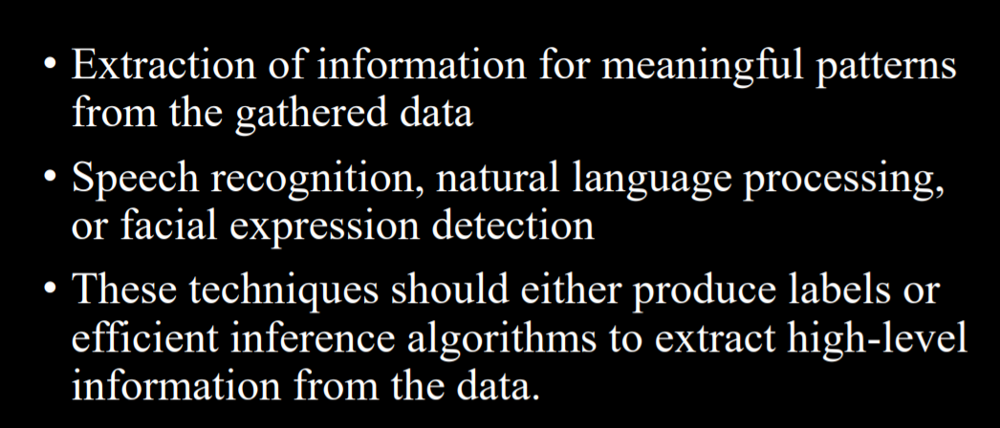 • Extraction of information for meaningful patterns
from the gathered data
• Speech recognition, natural language processing,
or facial expression detection
• These techniques should either produce labels or
efficient inference algorithms to extract high-level
information from the data.